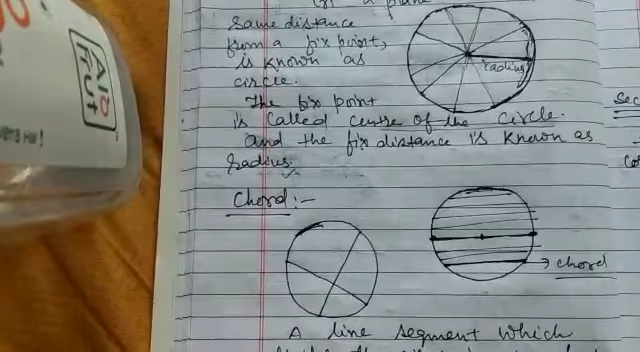 a plane
Same distance
from a fix point,
is known as
circle.
radius
The fix point
is called centre of the circle.
and the fix distance is known as
radius.
Chord:-
chord
A line segment which